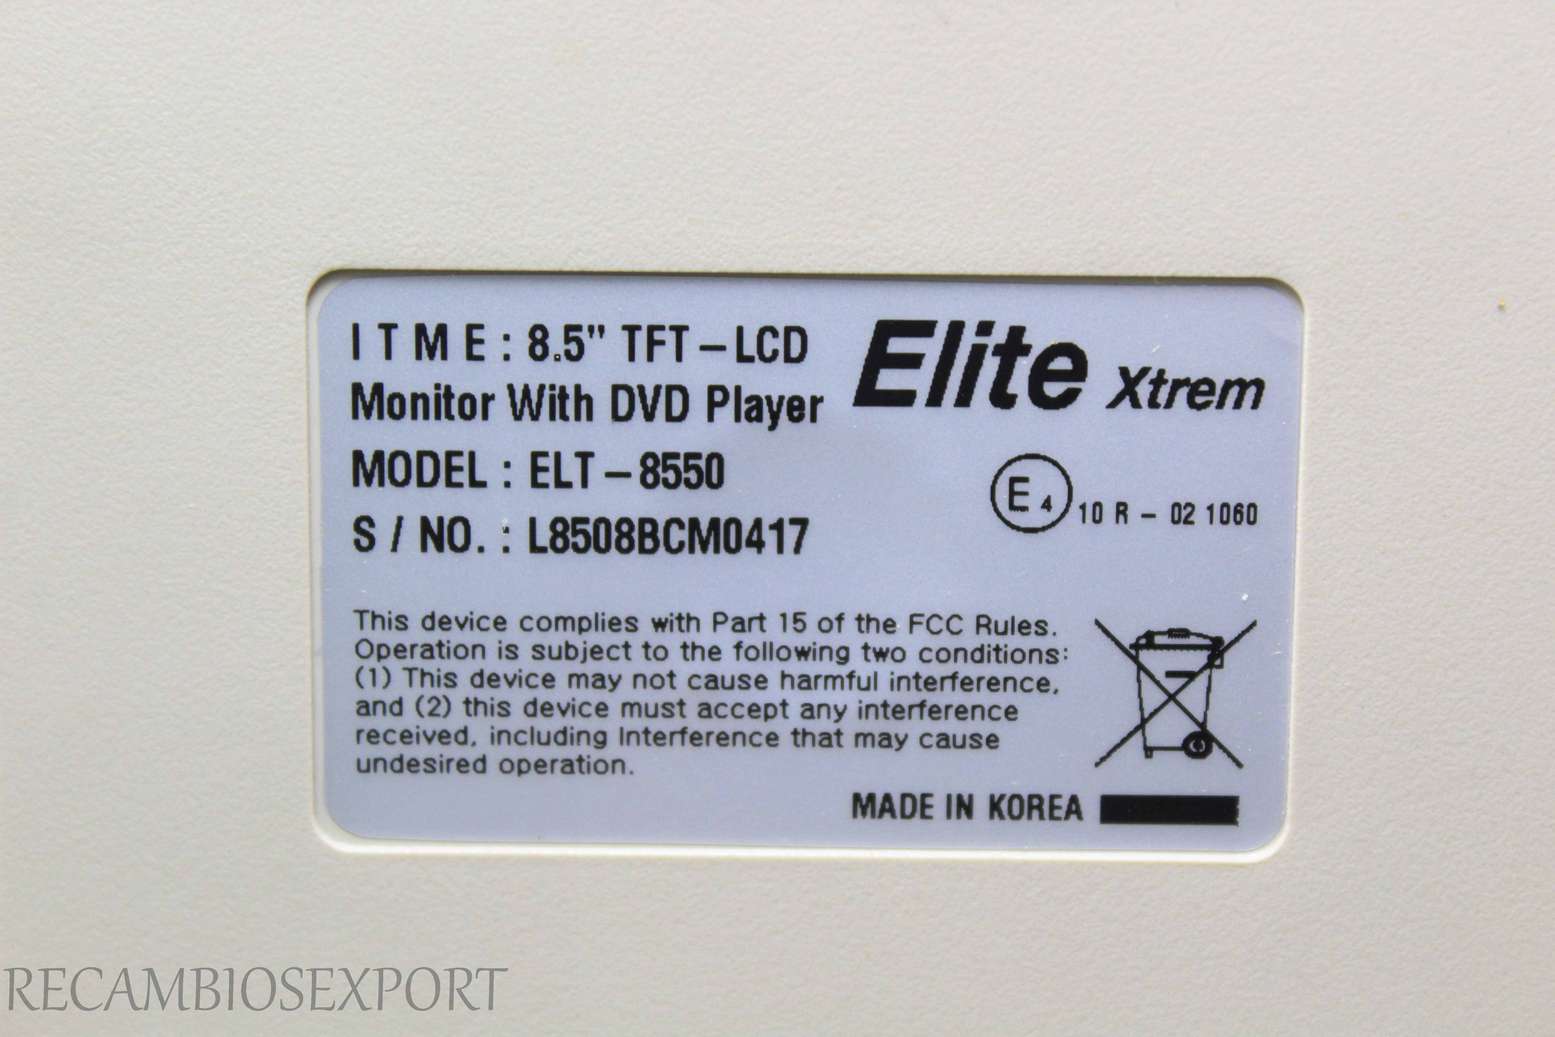 ITME : 8.5" TFT-LCD
Monitor With DVD Player
Elite Xtrem
MODEL : ELT-8550
S / NO. : L8508BCM0417
E4 10 R - 02 1060
This device complies with Part 15 of the FCC Rules.
Operation is subject to the following two conditions:
(1) This device may not cause harmful interference,
and (2) this device must accept any interference
received, including Interference that may cause
undesired operation.
MADE IN KOREA
RECAMBIOSEXPORT